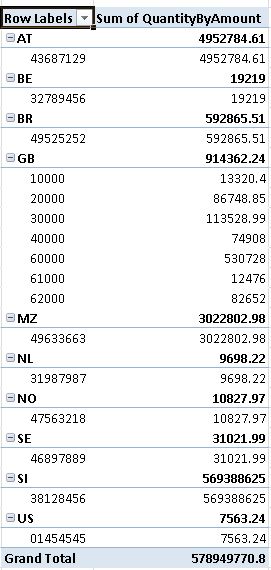 Row Labels Sum of QuantityByAmount
AT 4952784.61
43687129 4952784.61
BE 19219
32789456 19219
BR 592865.51
49525252 592865.51
GB 914362.24
10000 13320.4
20000 86748.85
30000 113528.99
40000 74908
60000 530728
61000 12476
62000 82652
MZ 3022802.98
49633663 3022802.98
NL 9698.22
31987987 9698.22
NO 10827.97
47563218 10827.97
SE 31021.99
46897889 31021.99
SI 569388625
38128456 569388625
US 7563.24
01454545 7563.24
Grand Total 578949770.8